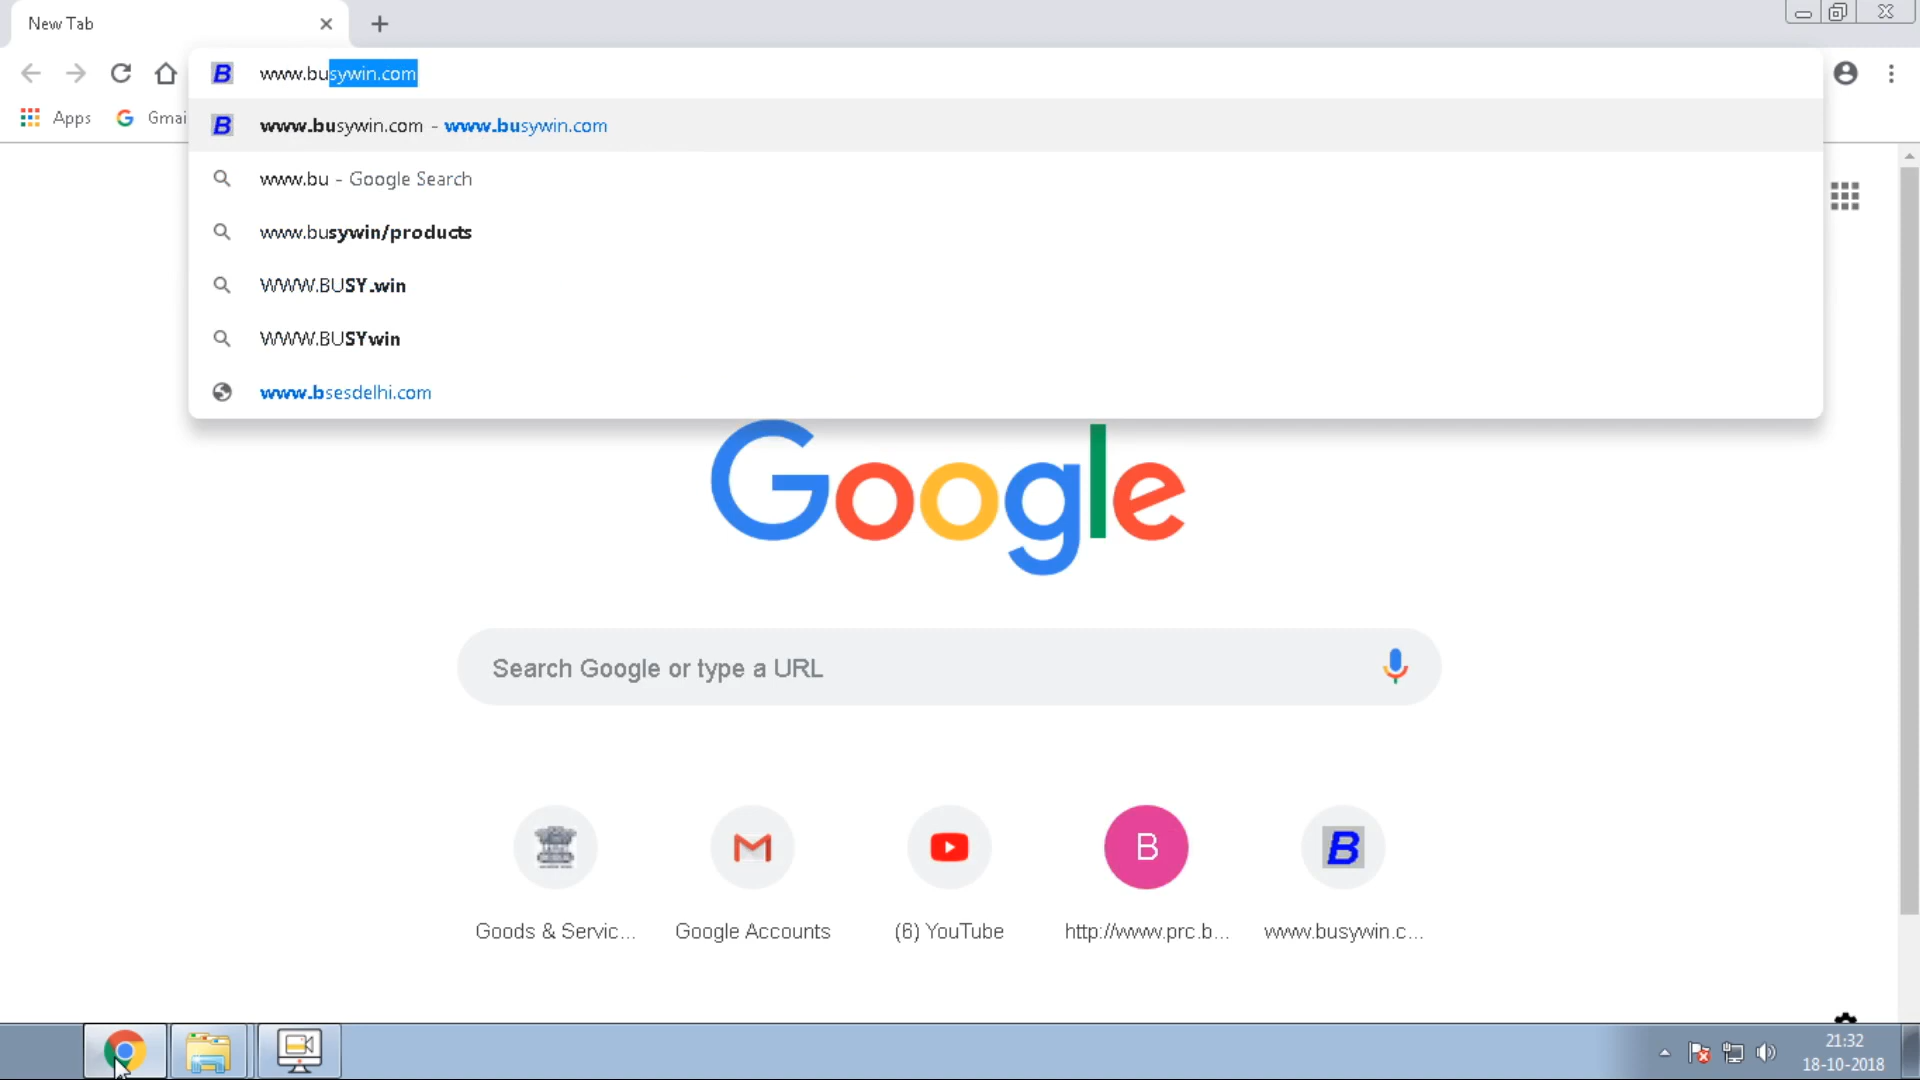 New Tab
www.busywin.com
Apps
Gmai
www.busywin.com - www.busywin.com
www.bu - Google Search
www.busywin/products
WWW.BUSY.win
WWW.BUSYwin
www.bsesdelhi.com
Google
Search Google or type a URL
B
B
Goods & Servic...
Google Accounts
(6) YouTube
http://www.prc.b...
www.busywin.c...
21:32
18-10-2018